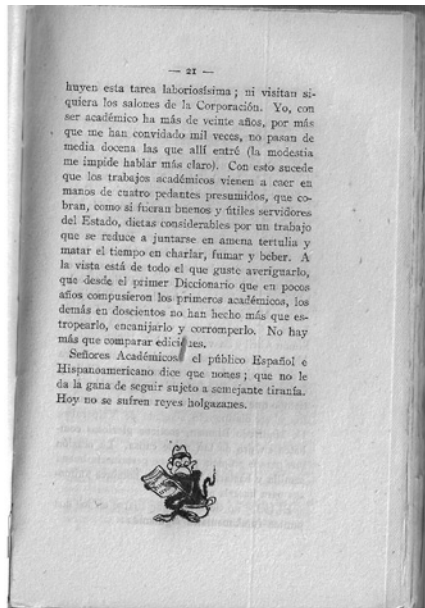 — 21 —
huyen esta tarea laboriosísima; ni visitan si-
quiera los salones de la Corporación. Yo, con
ser académico ha más de veinte años, por más
que me han convidado mil veces, no pasan de
media docena las que allí entré (la modestia
me impide hablar más claro). Con esto sucede
que los trabajos académicos vienen a caer en
manos de cuatro pedantes presumidos, que co-
bran, como si fueran buenos y útiles servidores
del Estado, dietas considerables por un trabajo
que se reduce a juntarse en amena tertulia y
matar el tiempo en charlar, fumar y beber. A
la vista está de todo el que guste averiguarlo,
que desde el primer Diccionario que en pocos
años compusieron los primeros académicos, los
demás en doscientos no han hecho más que es-
tropearlo, encanijarlo y corromperlo. No hay
más que comparar ediciones.
Señores Académicos el público Español é
Hispanoamericano dice que nones; que no le
da la gana de seguir sujeto a semejante tiranía.
Hoy no se sufren reyes holgazanes.